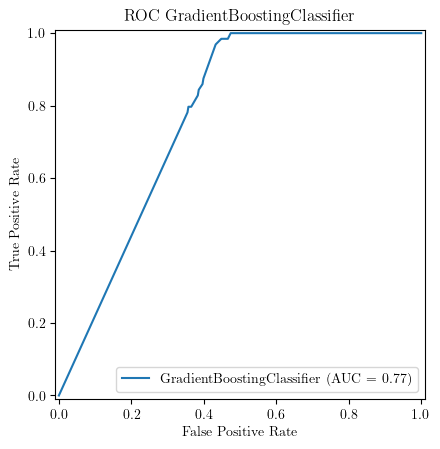 ROC GradientBoostingClassifier
1.0
0.8
0.6
0.4
0.2
0.0
True Positive Rate
GradientBoostingClassifier (AUC = 0.77)
0.0 0.2 0.4 0.6 0.8 1.0
False Positive Rate